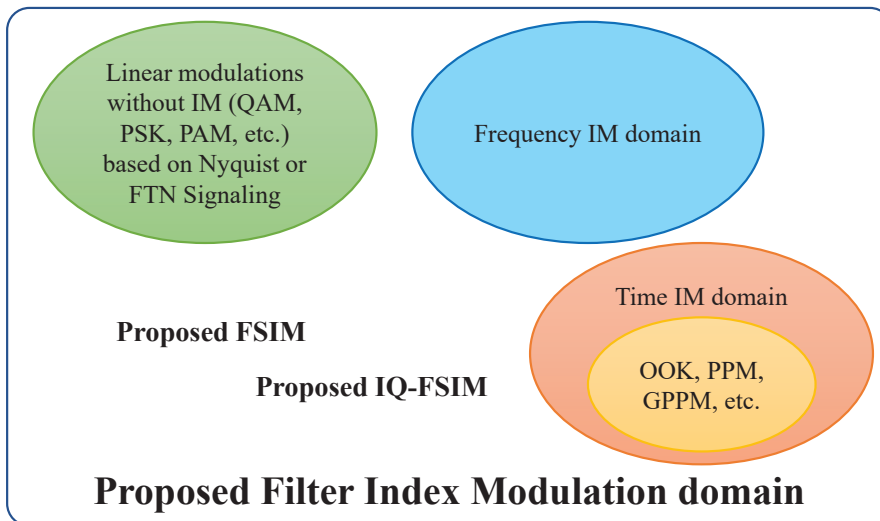 Linear modulations
without IM (QAM,
PSK, PAM, etc.)
based on Nyquist or
FTN Signaling
Frequency IM domain
Time IM domain
OOK, PPM,
GPPM, etc.
Proposed FSIM
Proposed IQ-FSIM
Proposed Filter Index Modulation domain